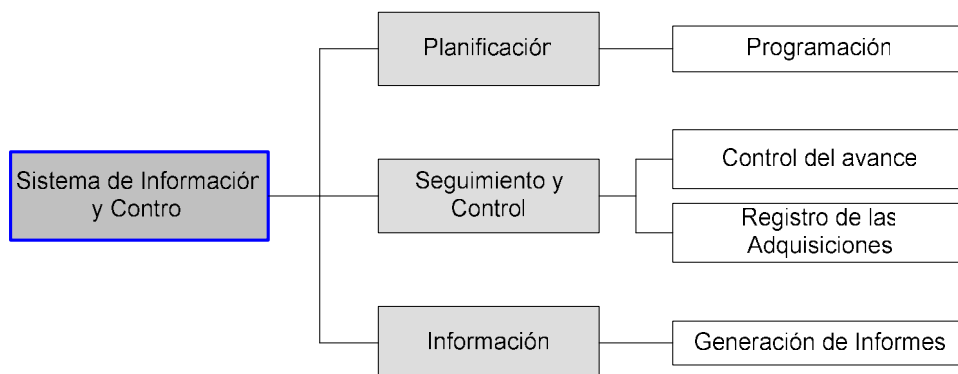 Planificación
Programación
Sistema de Información
y Contro
Seguimiento y
Control
Control del avance
Registro de las
Adquisiciones
Información
Generación de Informes